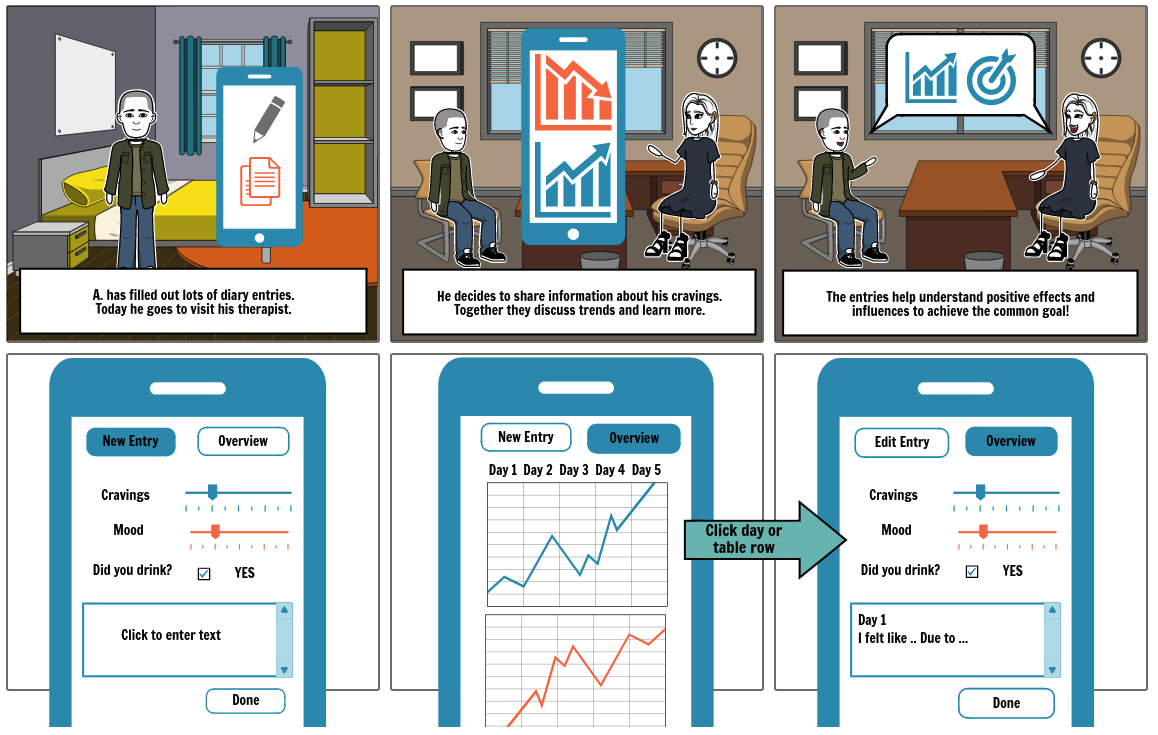 A. has filled out lots of diary entries.
Today he goes to visit his therapist.
He decides to share information about his cravings.
Together they discuss trends and learn more.
The entries help understand positive effects and
influences to achieve the common goal!
New Entry
Overview
Cravings
Mood
Did you drink?
YES
Click to enter text
Done
New Entry
Overview
Day 1 Day 2 Day 3 Day 4 Day 5
Click day or
table row
Edit Entry
Overview
Cravings
Mood
Did you drink?
YES
Day 1
I felt like .. Due to ...
Done